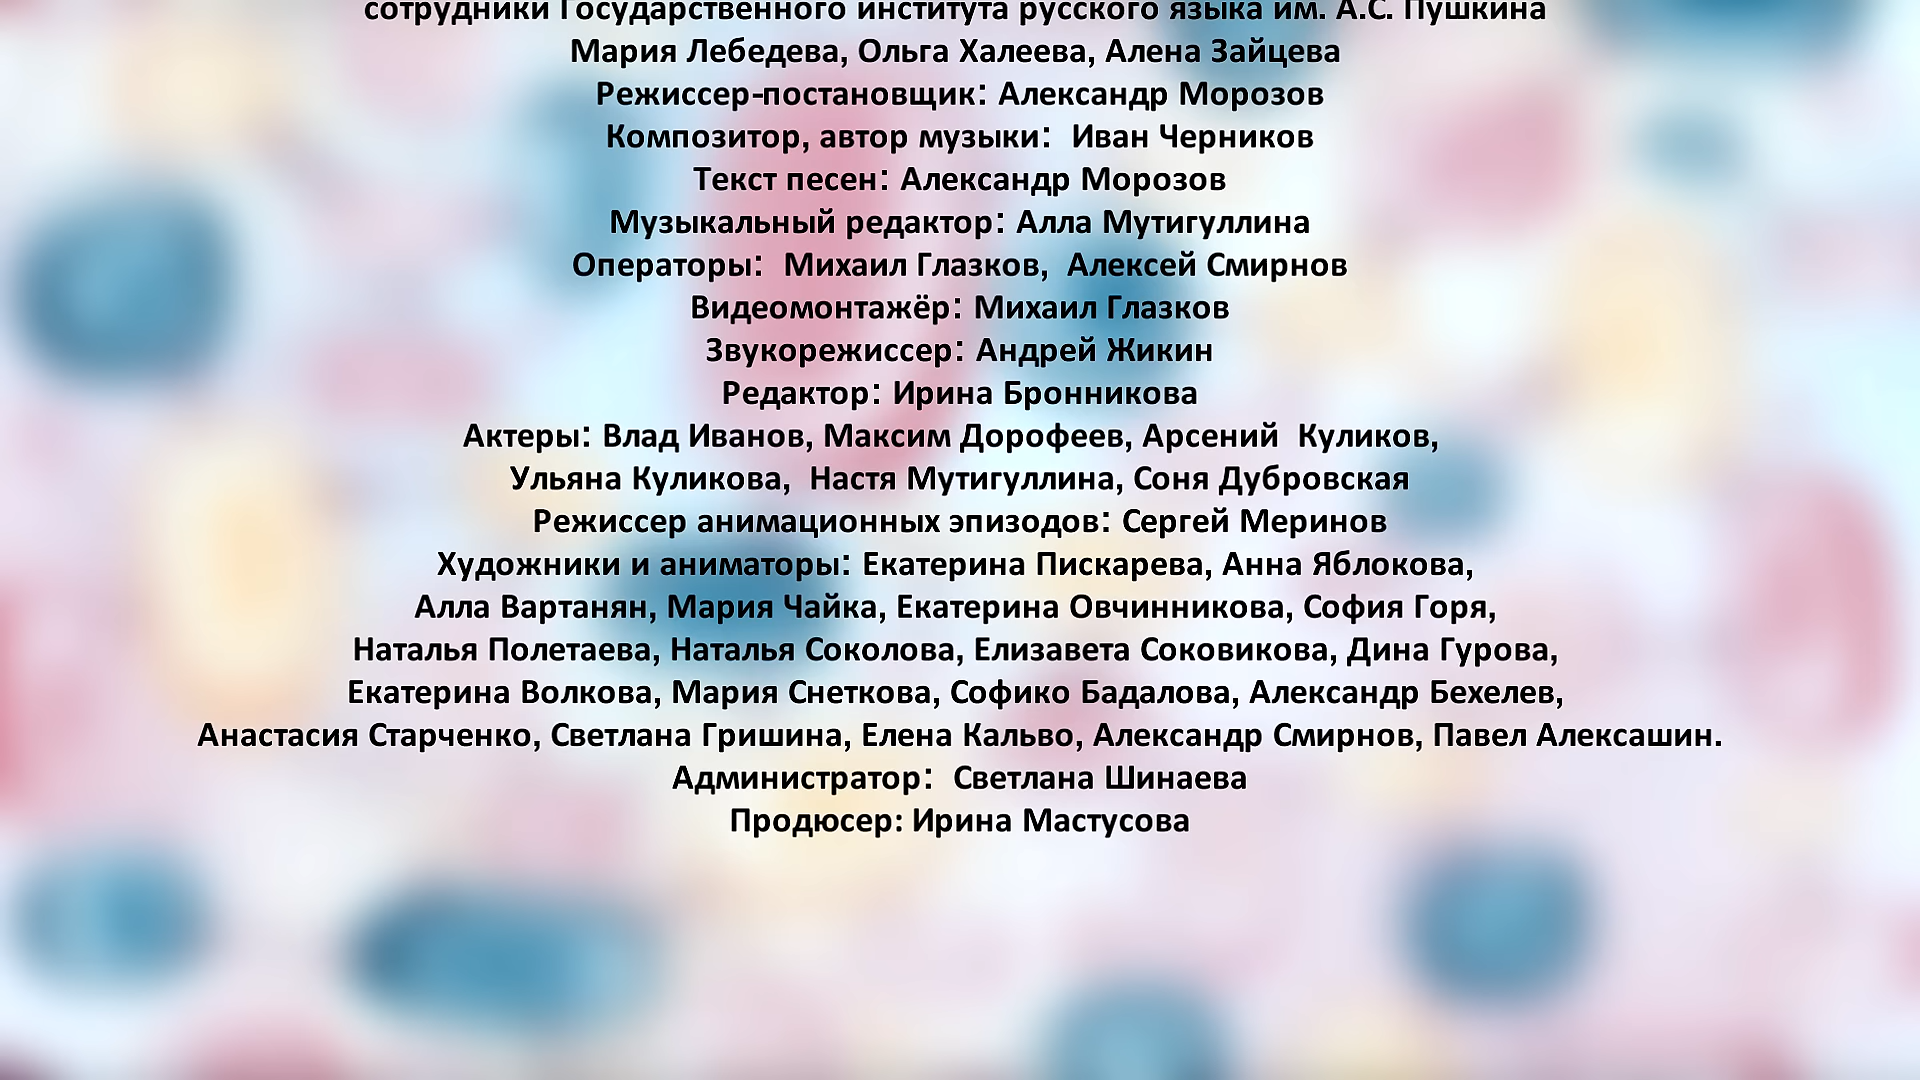 сотрудники Государственного института русского языка им. А.С. Пушкина
Мария Лебедева, Ольга Халеева, Алена Зайцева
Режиссер-постановщик: Александр Морозов
Композитор, автор музыки: Иван Черников
Текст песен: Александр Морозов
Музыкальный редактор: Алла Мутигуллина
Операторы: Михаил Глазков, Алексей Смирнов
Видеомонтажёр: Михаил Глазков
Звукорежиссер: Андрей Жикин
Редактор: Ирина Бронникова
Актеры: Влад Иванов, Максим Дорофеев, Арсений Куликов,
Ульяна Куликова, Настя Мутигуллина, Соня Дубровская
Режиссер анимационных эпизодов: Сергей Меринов
Художники и аниматоры: Екатерина Пискарева, Анна Яблокова,
Алла Вартанян, Мария Чайка, Екатерина Овчинникова, София Горя,
Наталья Полетаева, Наталья Соколова, Елизавета Соковикова, Дина Гурова,
Екатерина Волкова, Мария Снеткова, Софико Бадалова, Александр Бехелев,
Анастасия Старченко, Светлана Гришина, Елена Кальво, Александр Смирнов, Павел Алексашин.
Администратор: Светлана Шинаева
Продюсер: Ирина Мастусова